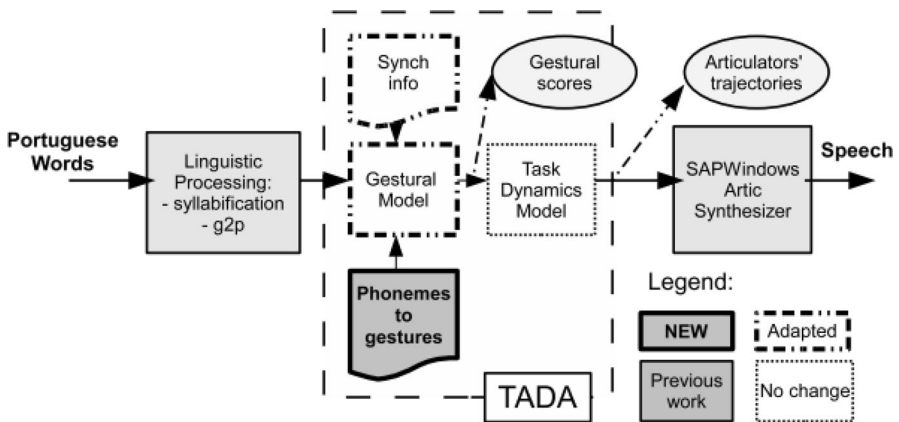 Portuguese
Words
Linguistic
Processing:
- syllabification
- g2p
Synch
info
Gestural
Model
Phonemes
to
gestures
Gestural
scores
Task
Dynamics
Model
TADA
Articulators'
trajectories
SAPWindows
Artic
Synthesizer
Speech
Legend:
NEW
Adapted
Previous
work
No change